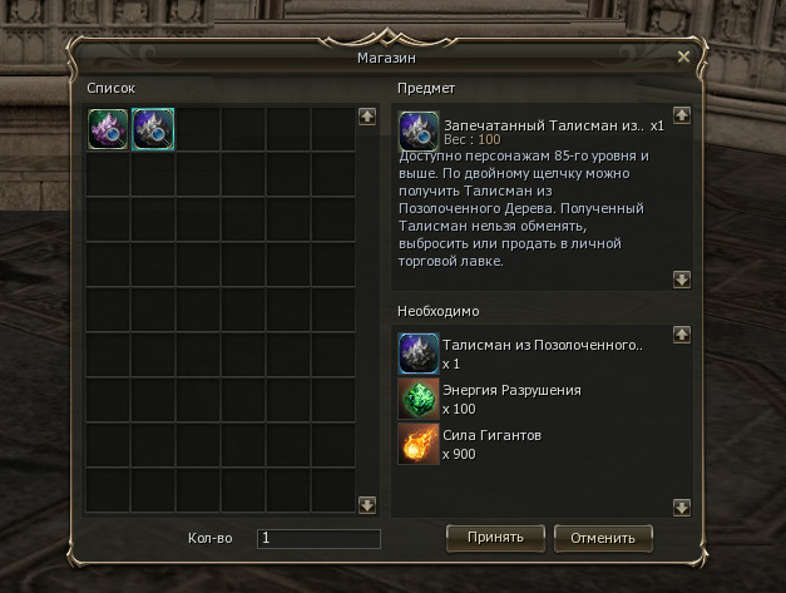 Магазин
Список
Предмет
Запечатанный Талисман из.. x1
Вес : 100
Доступно персонажам 85-го уровня и
выше. По двойному щелчку можно
получить Талисман из
Позолоченного Дерева. Полученный
Талисман нельзя обменять,
выбросить или продать в личной
торговой лавке.
Необходимо
Талисман из Позолоченного..
x 1
Энергия Разрушения
x 100
Сила Гигантов
x 900
Кол-во
1
Принять
Отменить